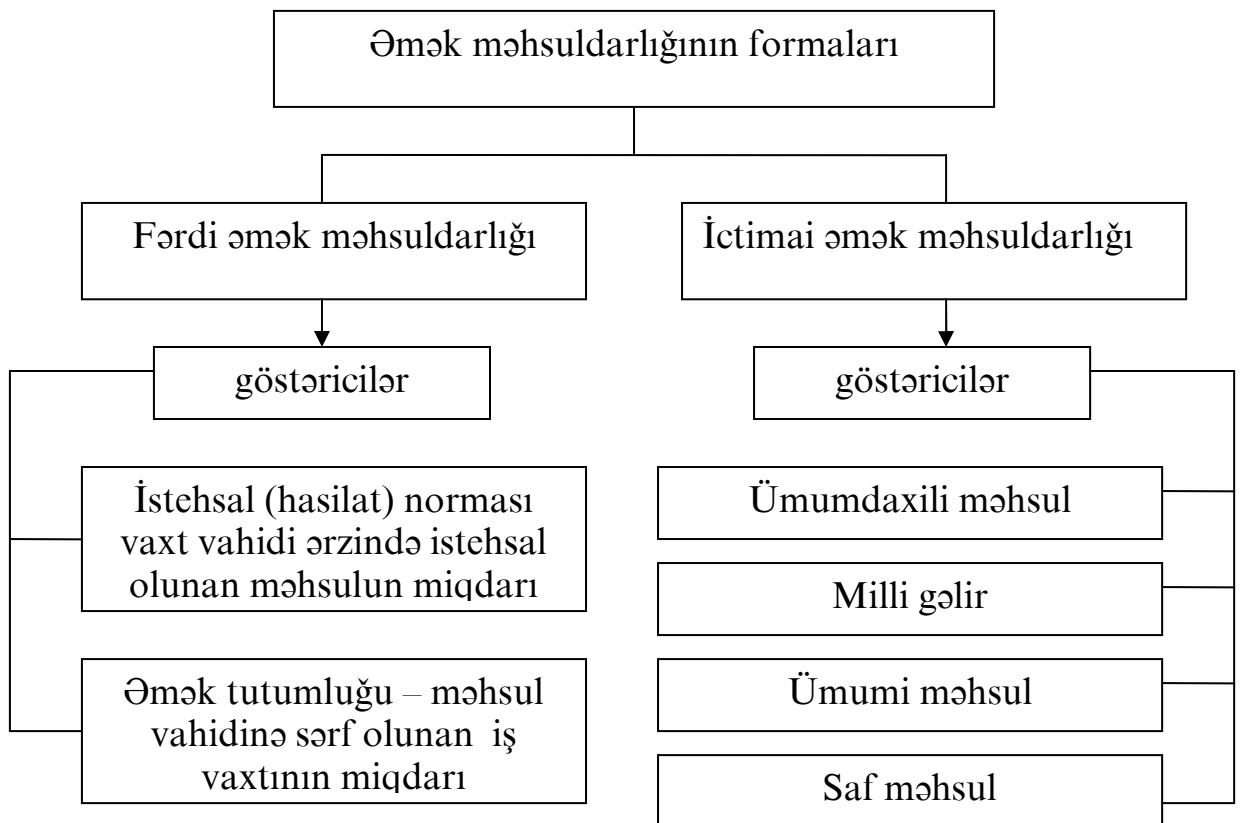 Əmək məhsuldarlığının formaları
Fərdi əmək məhsuldarlığı
İctimai əmək məhsuldarlığı
göstəricilər
göstəricilər
İstehsal (hasilat) norması
vaxt vahidi ərzində istehsal
olunan məhsulun miqdarı
Əmək tutumluğu – məhsul
vahidinə sərf olunan iş
vaxtının miqdarı
Ümumdaxili məhsul
Milli gəlir
Ümumi məhsul
Saf məhsul